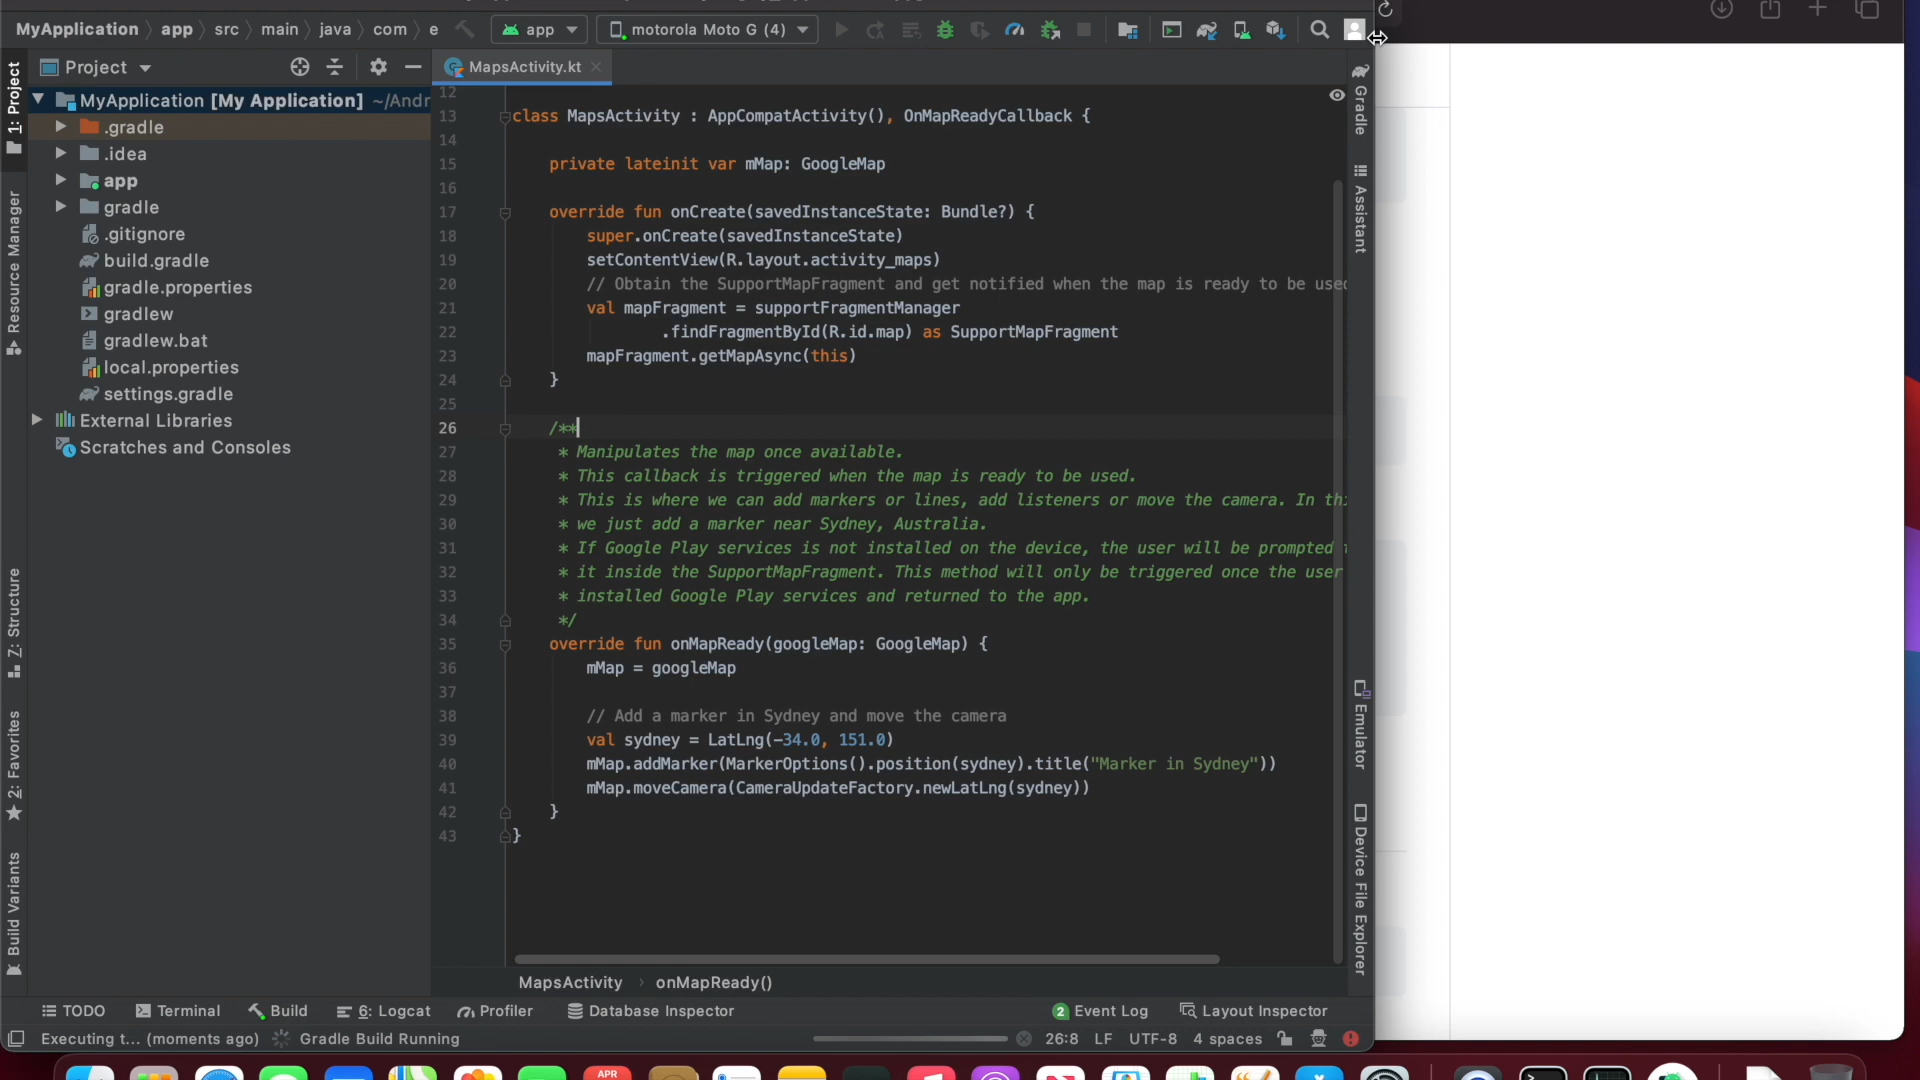 MyApplication 〉 app 〉 src 〉 main 〉 java 〉 com 〉 e
app
motorola Moto G (4)
Project
MapsActivity.kt
1: Project
Resource Manager
Z: Structure
2: Favorites
Build Variants
MyApplication [My Application] ~/Andr
.gradle
.idea
app
gradle
.gitignore
build.gradle
gradle.properties
gradlew
gradlew.bat
local.properties
settings.gradle
External Libraries
Scratches and Consoles
12
13 class MapsActivity : AppCompatActivity(), OnMapReadyCallback {
14
15 private lateinit var mMap: GoogleMap
16
17 override fun onCreate(savedInstanceState: Bundle?) {
18 super.onCreate(savedInstanceState)
19 setContentView(R.layout.activity_maps)
20 // Obtain the SupportMapFragment and get notified when the map is ready to be used
21 val mapFragment = supportFragmentManager
22 .findFragmentById(R.id.map) as SupportMapFragment
23 mapFragment.getMapAsync(this)
24 }
25
26 /**
27 * Manipulates the map once available.
28 * This callback is triggered when the map is ready to be used.
29 * This is where we can add markers or lines, add listeners or move the camera. In thi
30 * we just add a marker near Sydney, Australia.
31 * If Google Play services is not installed on the device, the user will be prompted t
32 * it inside the SupportMapFragment. This method will only be triggered once the user
33 * installed Google Play services and returned to the app.
34 */
35 override fun onMapReady(googleMap: GoogleMap) {
36 mMap = googleMap
37
38 // Add a marker in Sydney and move the camera
39 val sydney = LatLng(-34.0, 151.0)
40 mMap.addMarker(MarkerOptions().position(sydney).title("Marker in Sydney"))
41 mMap.moveCamera(CameraUpdateFactory.newLatLng(sydney))
42 }
43 }
Gradle
Assistant
Emulator
Device File Explorer
MapsActivity › onMapReady()
TODO
Terminal
Build
6: Logcat
Profiler
Database Inspector
2 Event Log
Layout Inspector
Executing t... (moments ago)
Gradle Build Running
26:8 LF UTF-8 4 spaces
APR